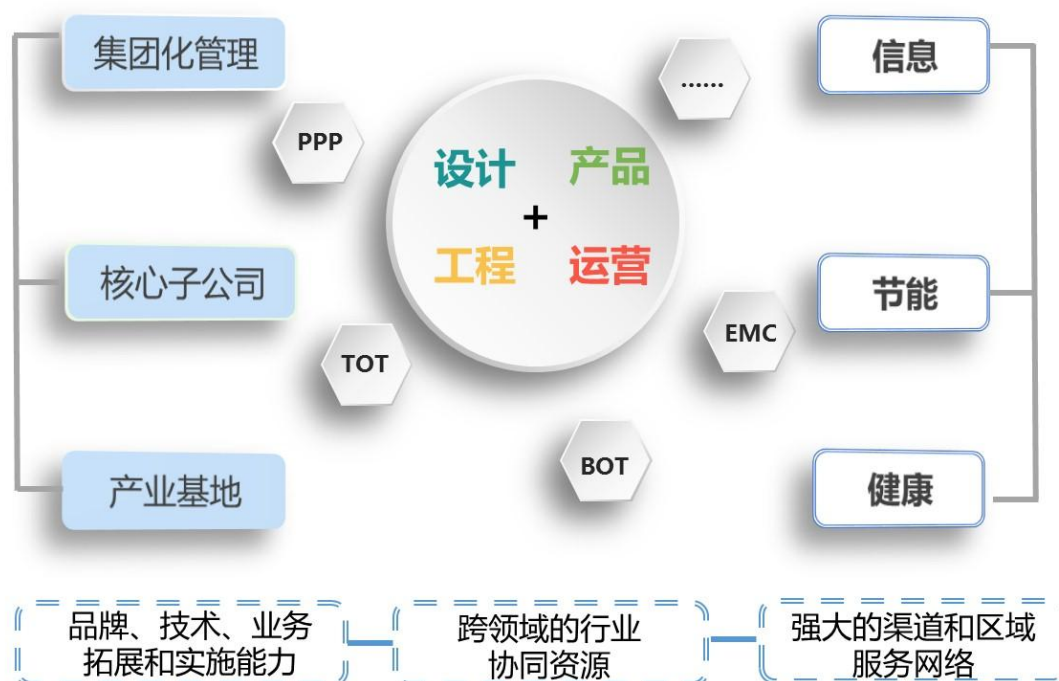 集团化管理
核心子公司
产业基地
PPP
TOT
BOT
EMC
......
设计 产品
+
工程 运营
信息
节能
健康
品牌、技术、业务
拓展和实施能力
跨领域的行业
协同资源
强大的渠道和区域
服务网络